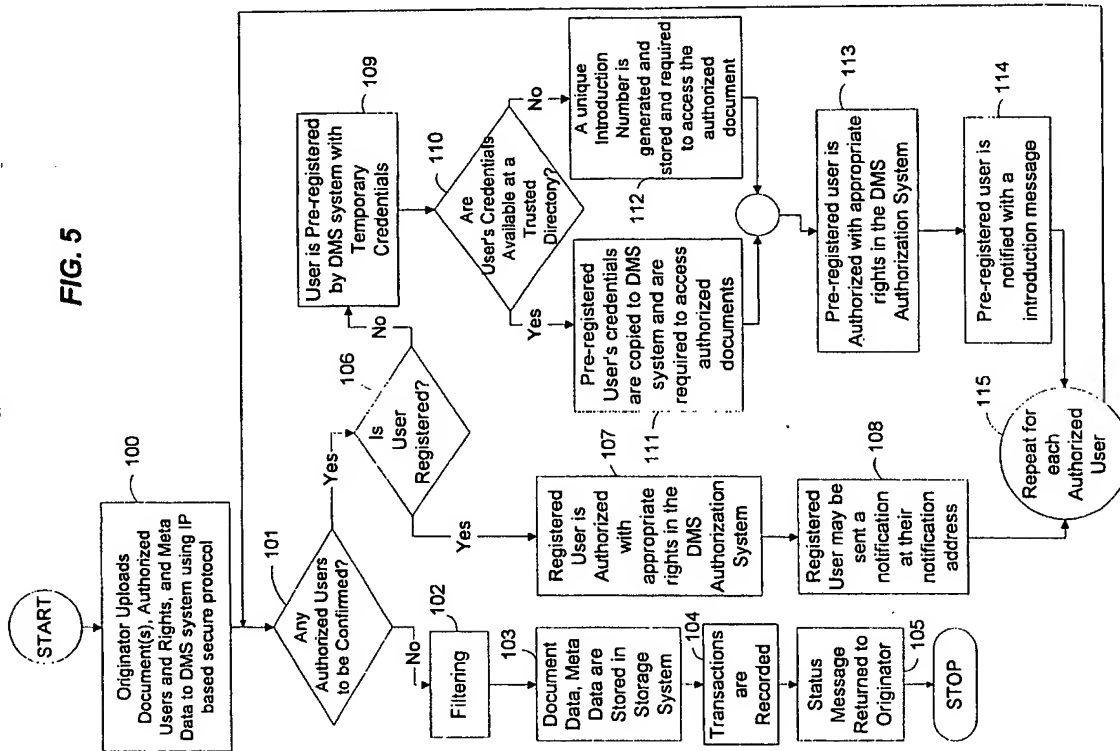 FIG. 5
START
100
Originator Uploads
Document(s), Authorized
Users and Rights, and Meta
Data to DMS system using IP
based secure protocol
101
Any
Authorized Users
to be Confirmed?
Yes
No
102
Filtering
103
Document
Data, Meta
Data are
Stored in
Storage
System
104
Transactions
are
Recorded
Status
Message
Returned to
Originator
105
STOP
106
Is
User
Registered?
No
Yes
107
Registered
User is
Authorized
with
appropriate
rights in the
DMS
Authorization
System
108
Registered
User may be
sent a
notification
at their
notification
address
109
User is Pre-registered
by DMS system with
Temporary
Credentials
110
Are
User's Credentials
Available at a
Trusted
Directory?
Yes
No
Pre-registered
User's credentials
are copied to DMS
system and are
required to access
authorized
documents
111
A unique
Introduction
Number is
generated and
stored and required
to access the
authorized
document
112
113
Pre-registered user is
Authorized with appropriate
rights in the DMS
Authorization System
114
Pre-registered user is
notified with a
introduction message
115
Repeat for
each
Authorized
User